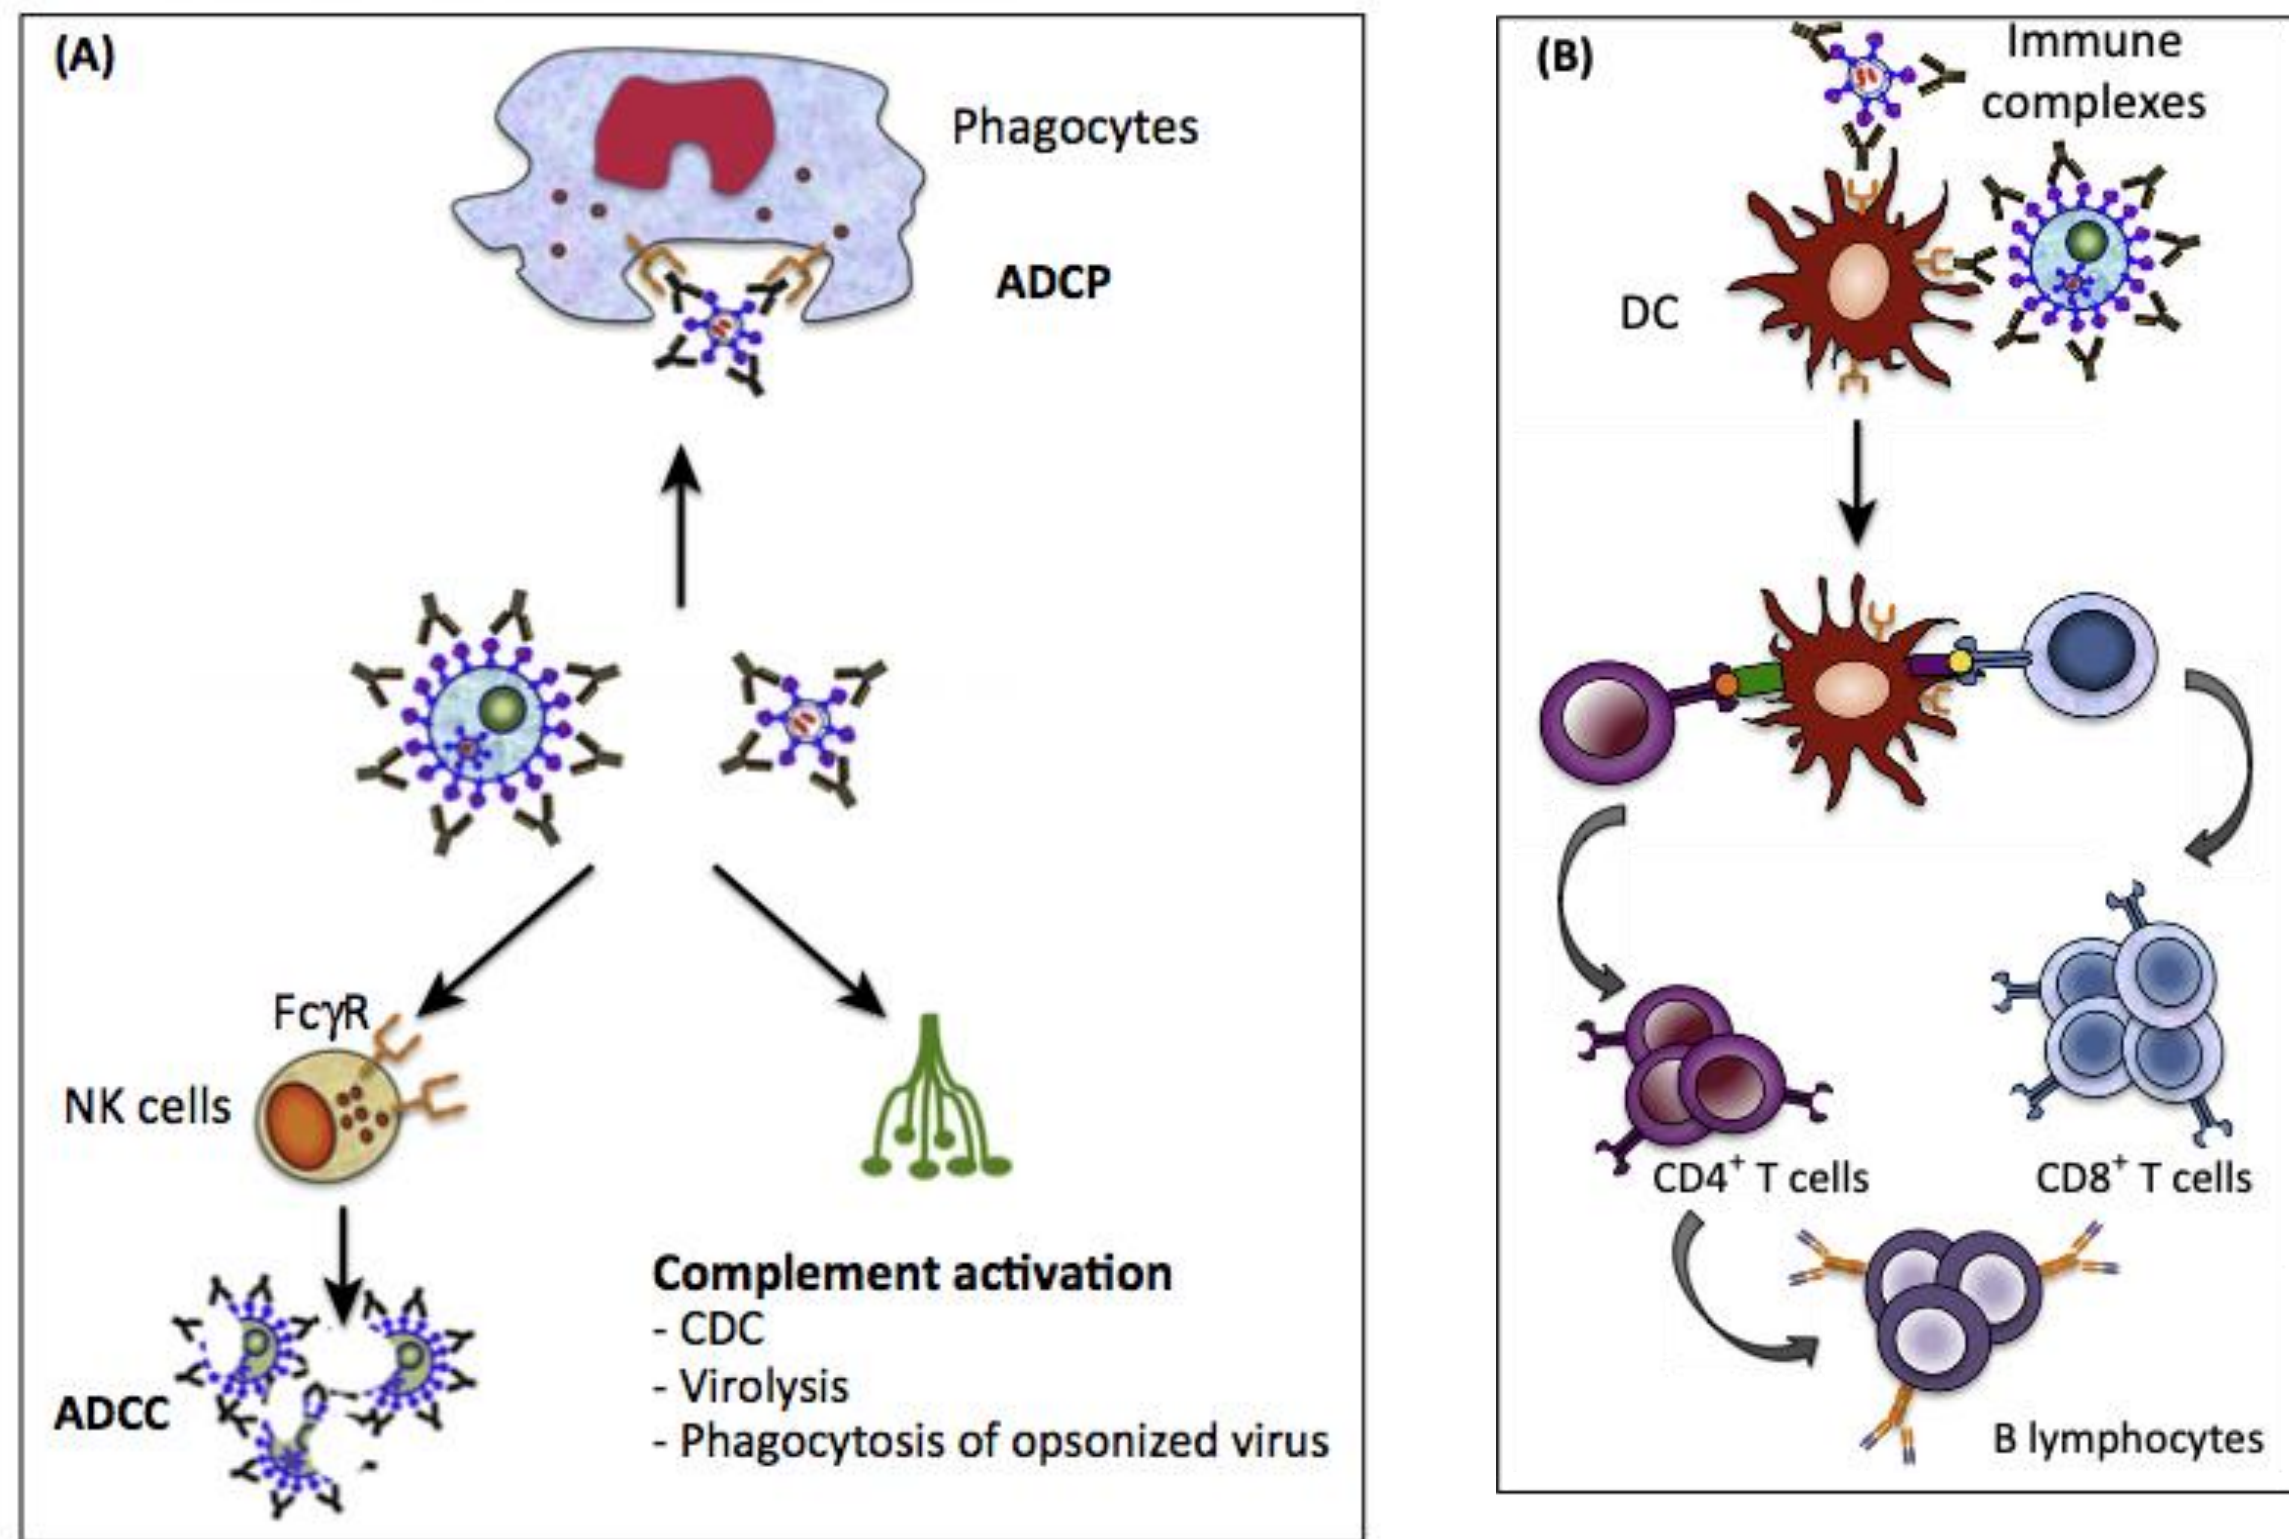 (A)
Phagocytes
ADCP
FcγR
NK cells
ADCC
Complement activation
- CDC
- Virolysis
- Phagocytosis of opsonized virus
(B)
Immune
complexes
DC
CD4⁺ T cells
CD8⁺ T cells
B lymphocytes